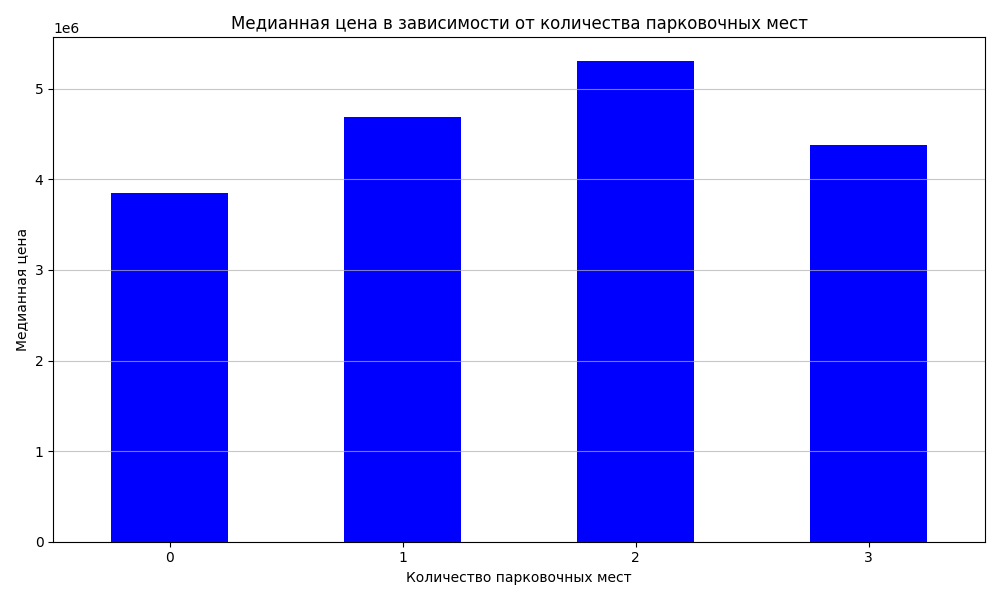 Медианная цена в зависимости от количества парковочных мест
1e6
5
4
3
2
1
0
Медианная цена
0 1 2 3
Количество парковочных мест